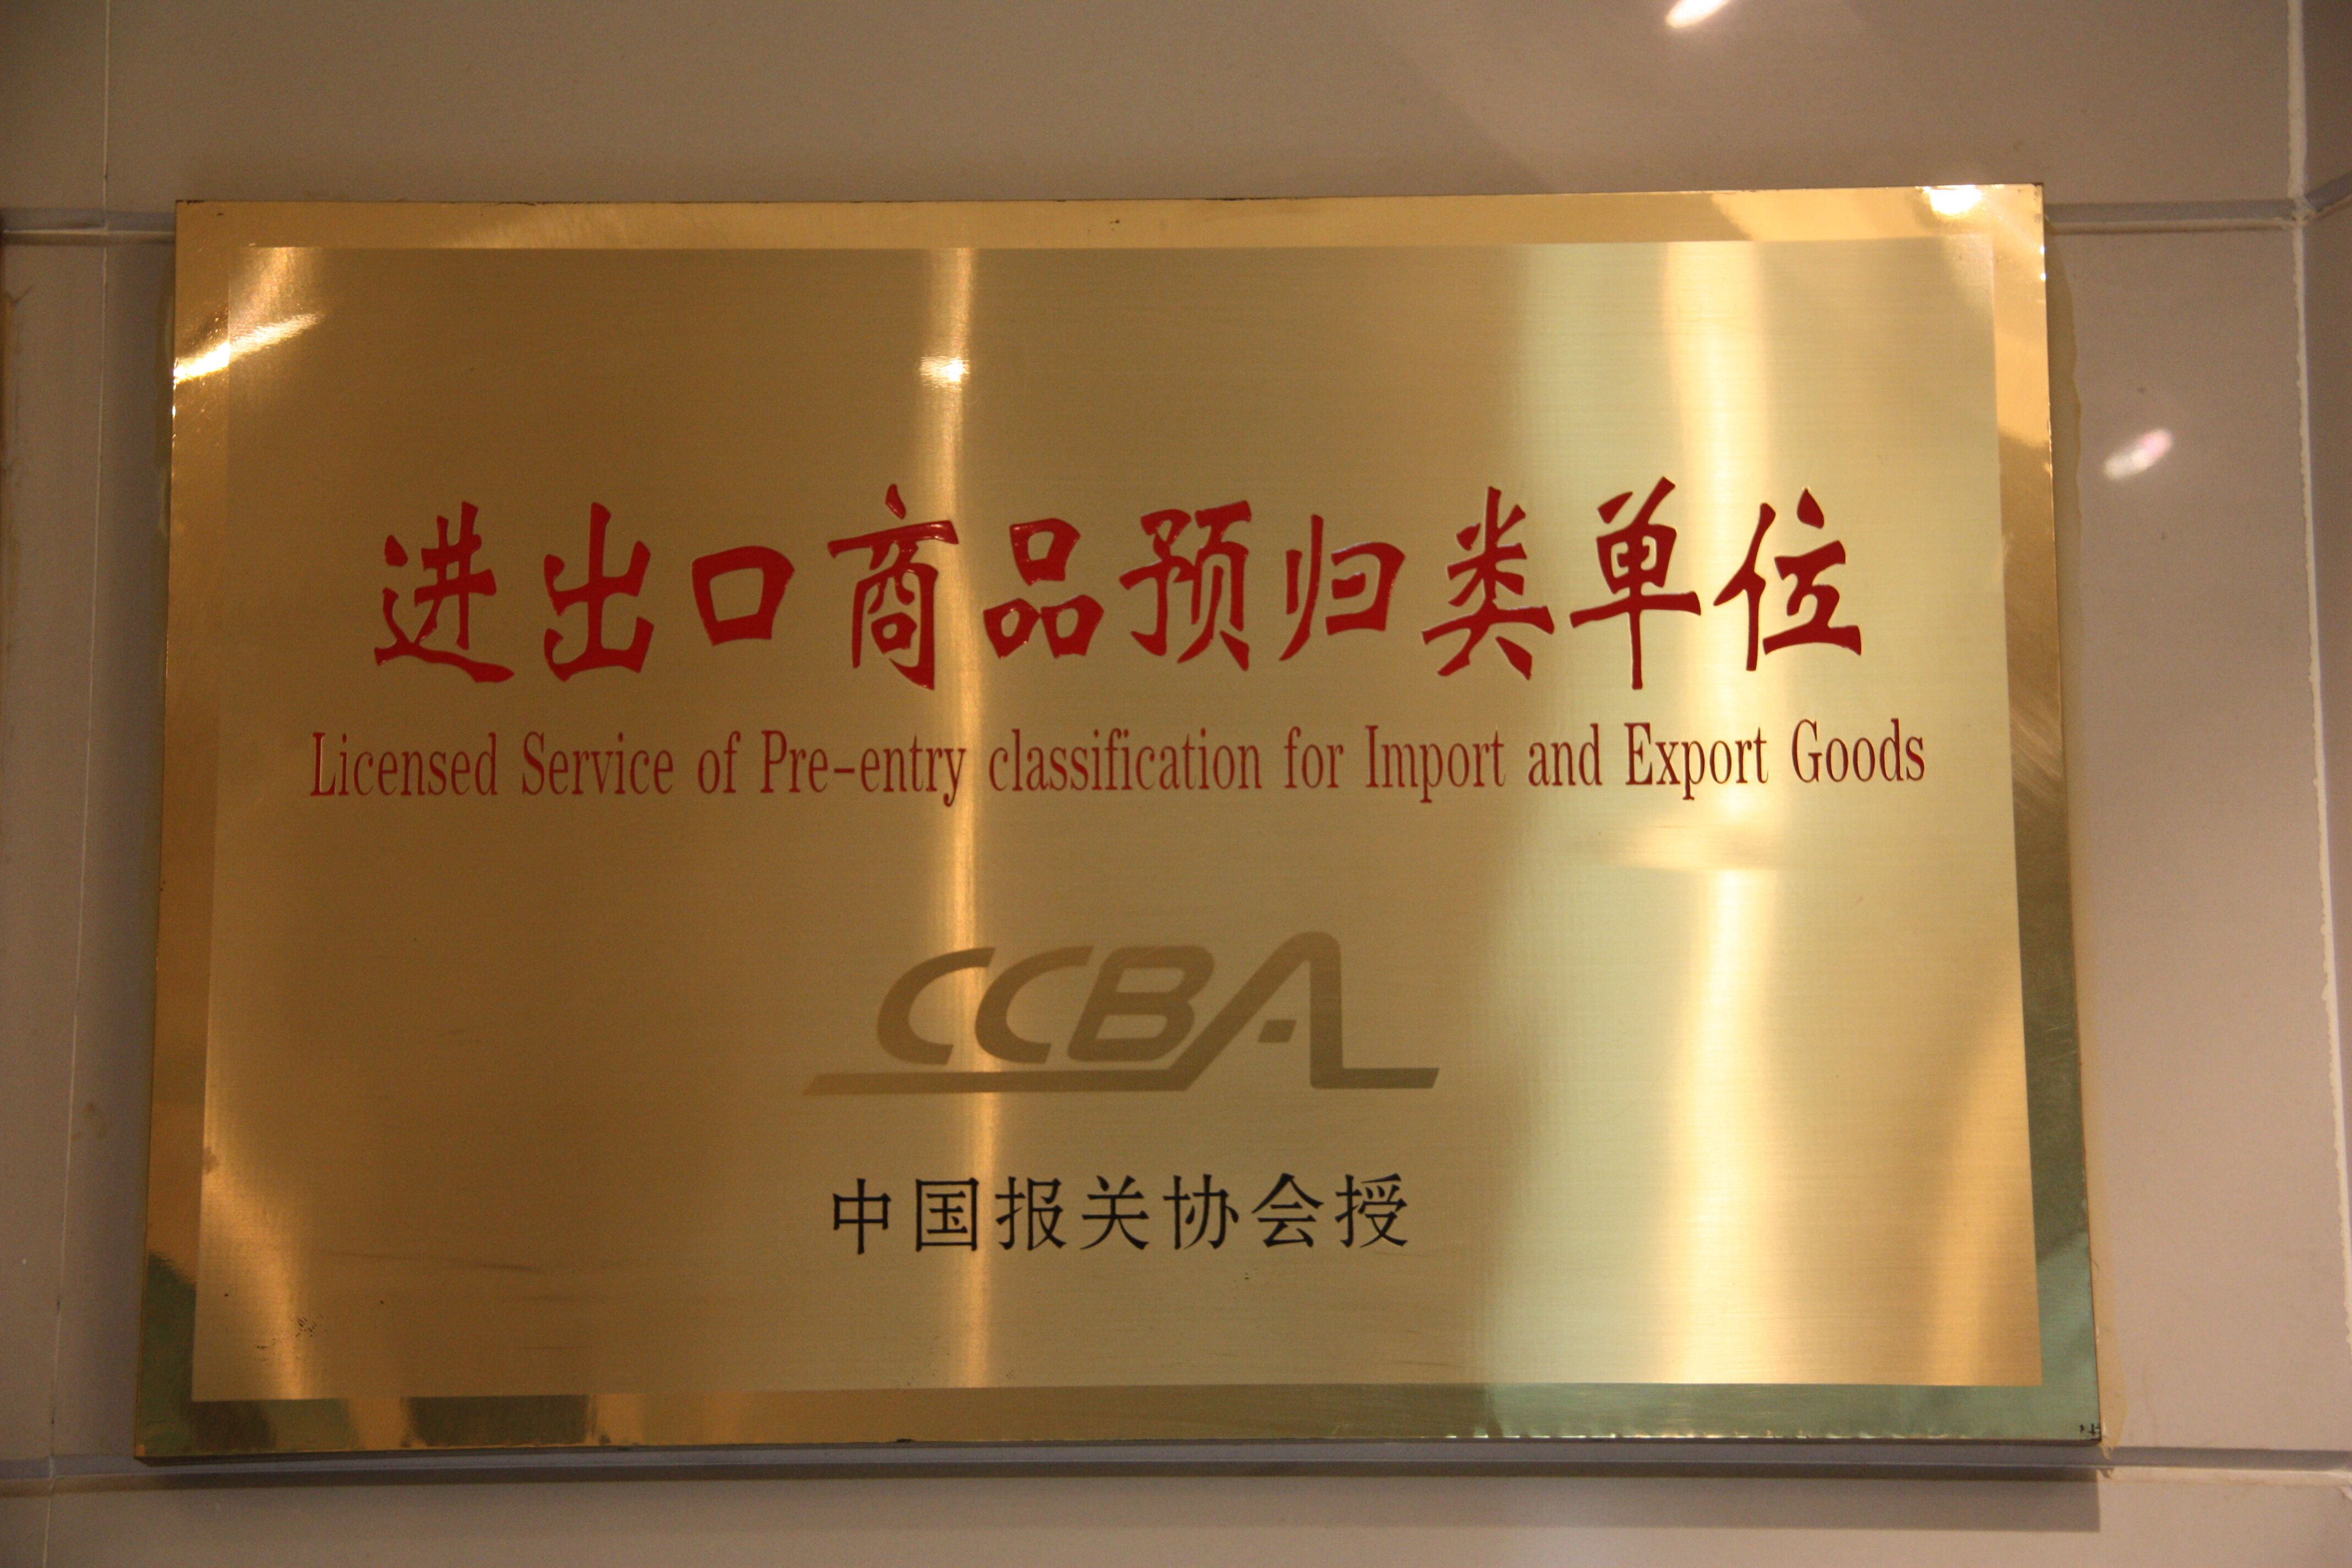 进出口商品预归类单位
Licensed Service of Pre-entry classification for Import and Export Goods
CCBA
中国报关协会授